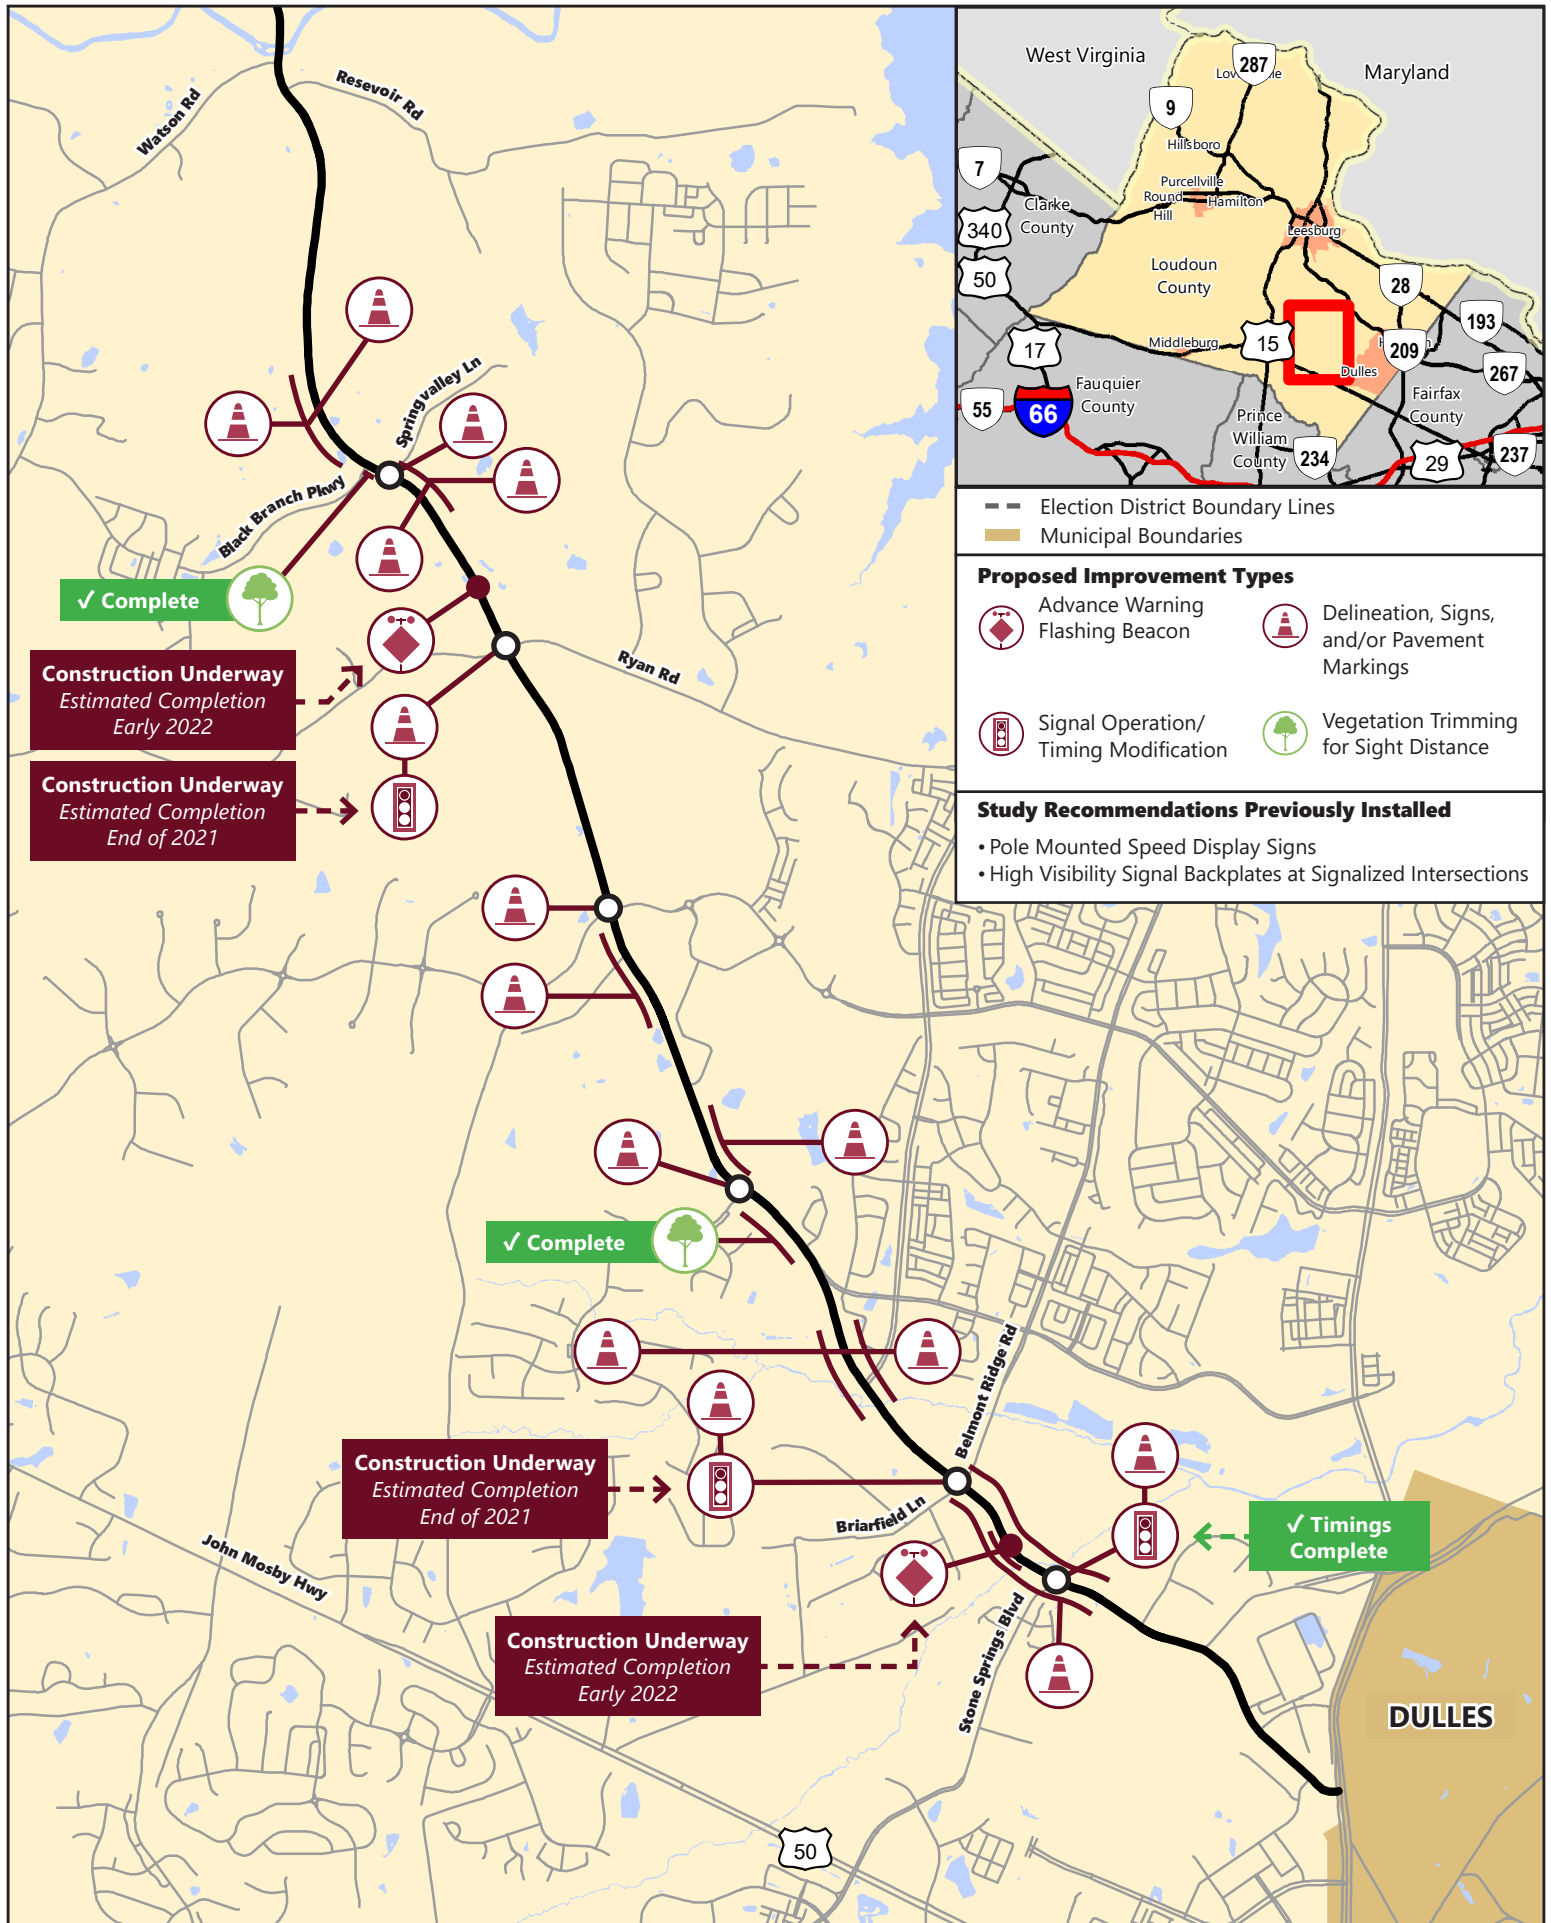 Watson Rd
Resevoir Rd
Springvalley Ln
Black Branch Pkwy
✓ Complete
Construction Underway
Estimated Completion
Early 2022
Construction Underway
Estimated Completion
End of 2021
Ryan Rd
✓ Complete
Belmont Ridge Rd
Construction Underway
Estimated Completion
End of 2021
Briarfield Ln
✓ Timings
Complete
John Mosby Hwy
Construction Underway
Estimated Completion
Early 2022
Stone Springs Blvd
DULLES
50
West Virginia
Maryland
287
9
Hillsboro
7
Purcellville
Round
Hill
Hamilton
Clarke
County
340
Leesburg
50
Loudoun
County
28
193
17
Middleburg
15
209
Dulles
267
55
66
Fauquier
County
Fairfax
County
Prince
William
County
234
29
237
Election District Boundary Lines
Municipal Boundaries
Proposed Improvement Types
Advance Warning
Flashing Beacon
Delineation, Signs,
and/or Pavement
Markings
Signal Operation/
Timing Modification
Vegetation Trimming
for Sight Distance
Study Recommendations Previously Installed
• Pole Mounted Speed Display Signs
• High Visibility Signal Backplates at Signalized Intersections